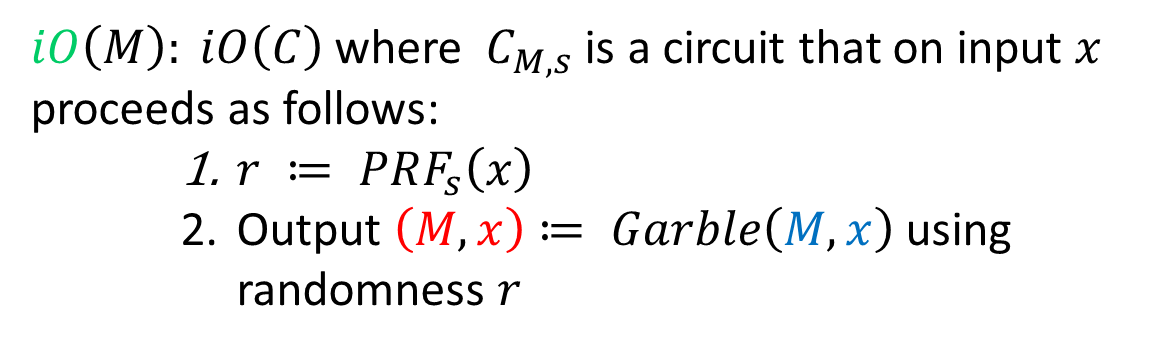 iO(M): iO(C) where C_{M,s} is a circuit that on input x
proceeds as follows:
1. r := PRF_s(x)
2. Output (M, x) := Garble(M, x) using
randomness r